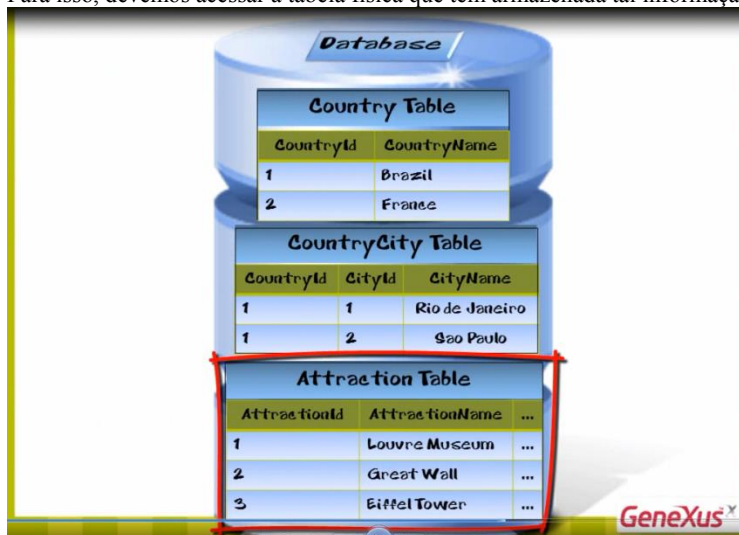 Para isso, devemos acessar a tabela física que tem armazenada tal informaçã
Database
Country Table
CountryId CountryName
1 Brazil
2 France
CountryCity Table
CountryId CityId CityName
1 1 Rio de Janeiro
1 2 Sao Paulo
Attraction Table
AttractionId AttractionName ...
1 Louvre Museum ...
2 Great Wall ...
3 Eiffel Tower ...
GeneXus X